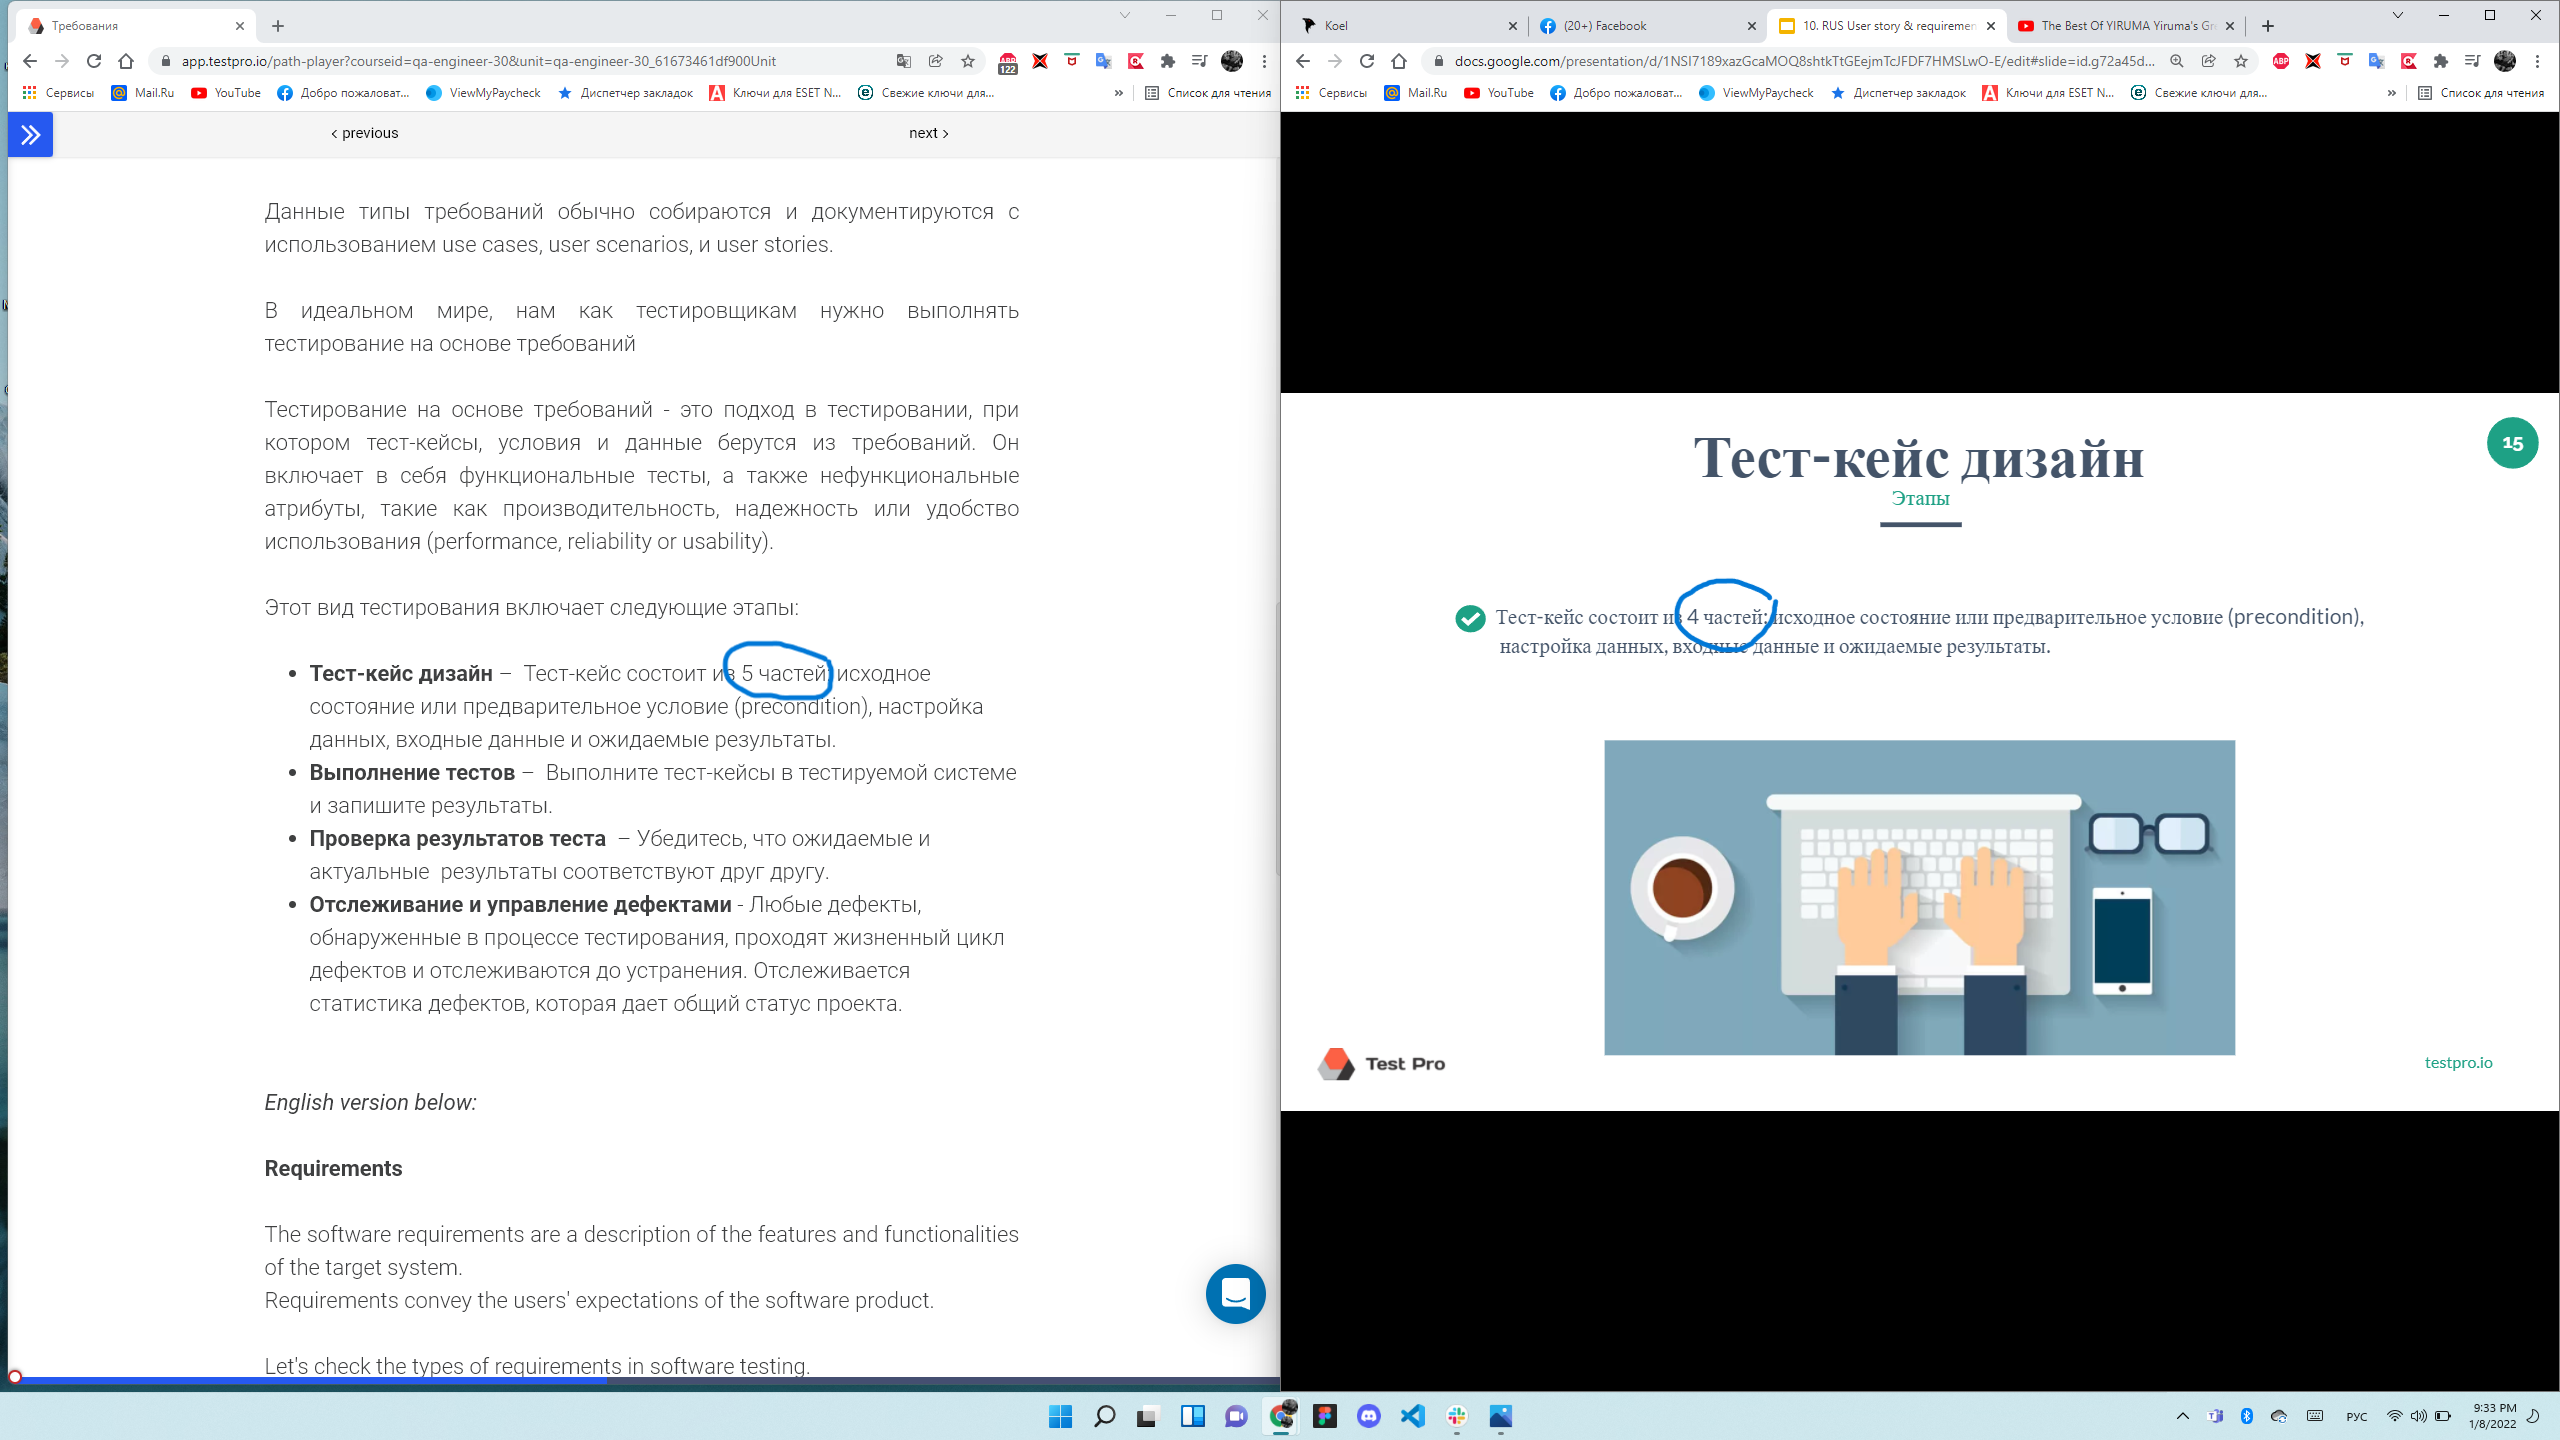 Требования
app.testpro.io/path-player?courseid=qa-engineer-30&unit=qa-engineer-30_61673461df900Unit
122
Сервисы Mail.Ru YouTube Добро пожаловат... ViewMyPaycheck Диспетчер закладок Ключи для ESET N... Свежие ключи для... » Список для чтения
‹ previous next ›
Данные типы требований обычно собираются и документируются с
использованием use cases, user scenarios, и user stories.
В идеальном мире, нам как тестировщикам нужно выполнять
тестирование на основе требований
Тестирование на основе требований - это подход в тестировании, при
котором тест-кейсы, условия и данные берутся из требований. Он
включает в себя функциональные тесты, а также нефункциональные
атрибуты, такие как производительность, надежность или удобство
использования (performance, reliability or usability).
Этот вид тестирования включает следующие этапы:
• Тест-кейс дизайн – Тест-кейс состоит из 5 частей: исходное
состояние или предварительное условие (precondition), настройка
данных, входные данные и ожидаемые результаты.
• Выполнение тестов – Выполните тест-кейсы в тестируемой системе
и запишите результаты.
• Проверка результатов теста – Убедитесь, что ожидаемые и
актуальные результаты соответствуют друг другу.
• Отслеживание и управление дефектами - Любые дефекты,
обнаруженные в процессе тестирования, проходят жизненный цикл
дефектов и отслеживаются до устранения. Отслеживается
статистика дефектов, которая дает общий статус проекта.
English version below:
Requirements
The software requirements are a description of the features and functionalities
of the target system.
Requirements convey the users' expectations of the software product.
Let's check the types of requirements in software testing.
Koel (20+) Facebook 10. RUS User story & requiremen The Best Of YIRUMA Yiruma's Gr
docs.google.com/presentation/d/1NSI7189xazGcaMOQ8shtkTtGEejmTcJFDF7HMSLwO-E/edit#slide=id.g72a45d...
ABP
Сервисы Mail.Ru YouTube Добро пожаловат... ViewMyPaycheck Диспетчер закладок Ключи для ESET N... Свежие ключи для... » Список для чтения
15
Тест-кейс дизайн
Этапы
Тест-кейс состоит из 4 частей: исходное состояние или предварительное условие (precondition),
настройка данных, входные данные и ожидаемые результаты.
Test Pro
testpro.io
РУС
9:33 PM
1/8/2022